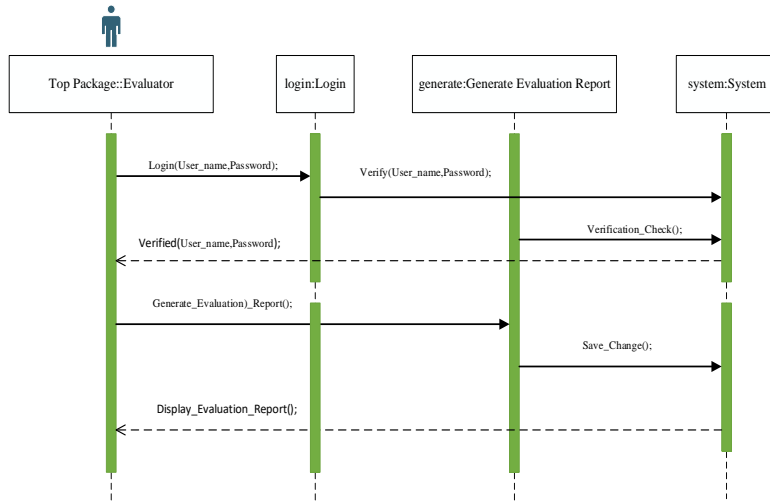 Top Package::Evaluator
login:Login
generate:Generate Evaluation Report
system:System
Login(User_name,Password);
Verify(User_name,Password);
Verification_Check();
Verified(User_name,Password);
Generate_Evaluation)_Report();
Save_Change();
Display_Evaluation_Report();